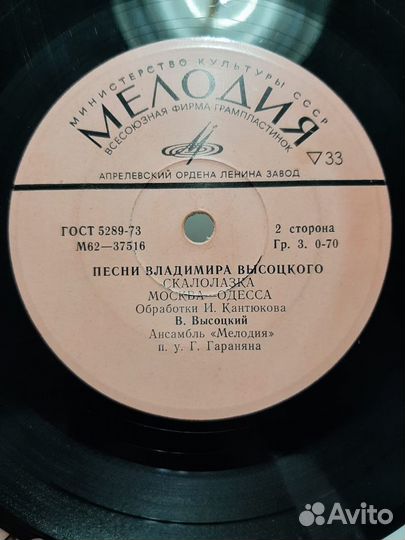 МИНИСТЕРСТВО КУЛЬТУРЫ СССР
МЕЛОДИЯ
ВСЕСОЮЗНАЯ ФИРМА ГРАМПЛАСТИНОК
▽33
АПРЕЛЕВСКИЙ ОРДЕНА ЛЕНИНА ЗАВОД
ГОСТ 5289-73 2 сторона
М62—37516 Гр. 3. 0-70
ПЕСНИ ВЛАДИМИРА ВЫСОЦКОГО
СКАЛОЛАЗКА
МОСКВА—ОДЕССА
Обработки И. Кантюкова
В. Высоцкий
Ансамбль «Мелодия»
п. у. Г. Гараняна
Avito